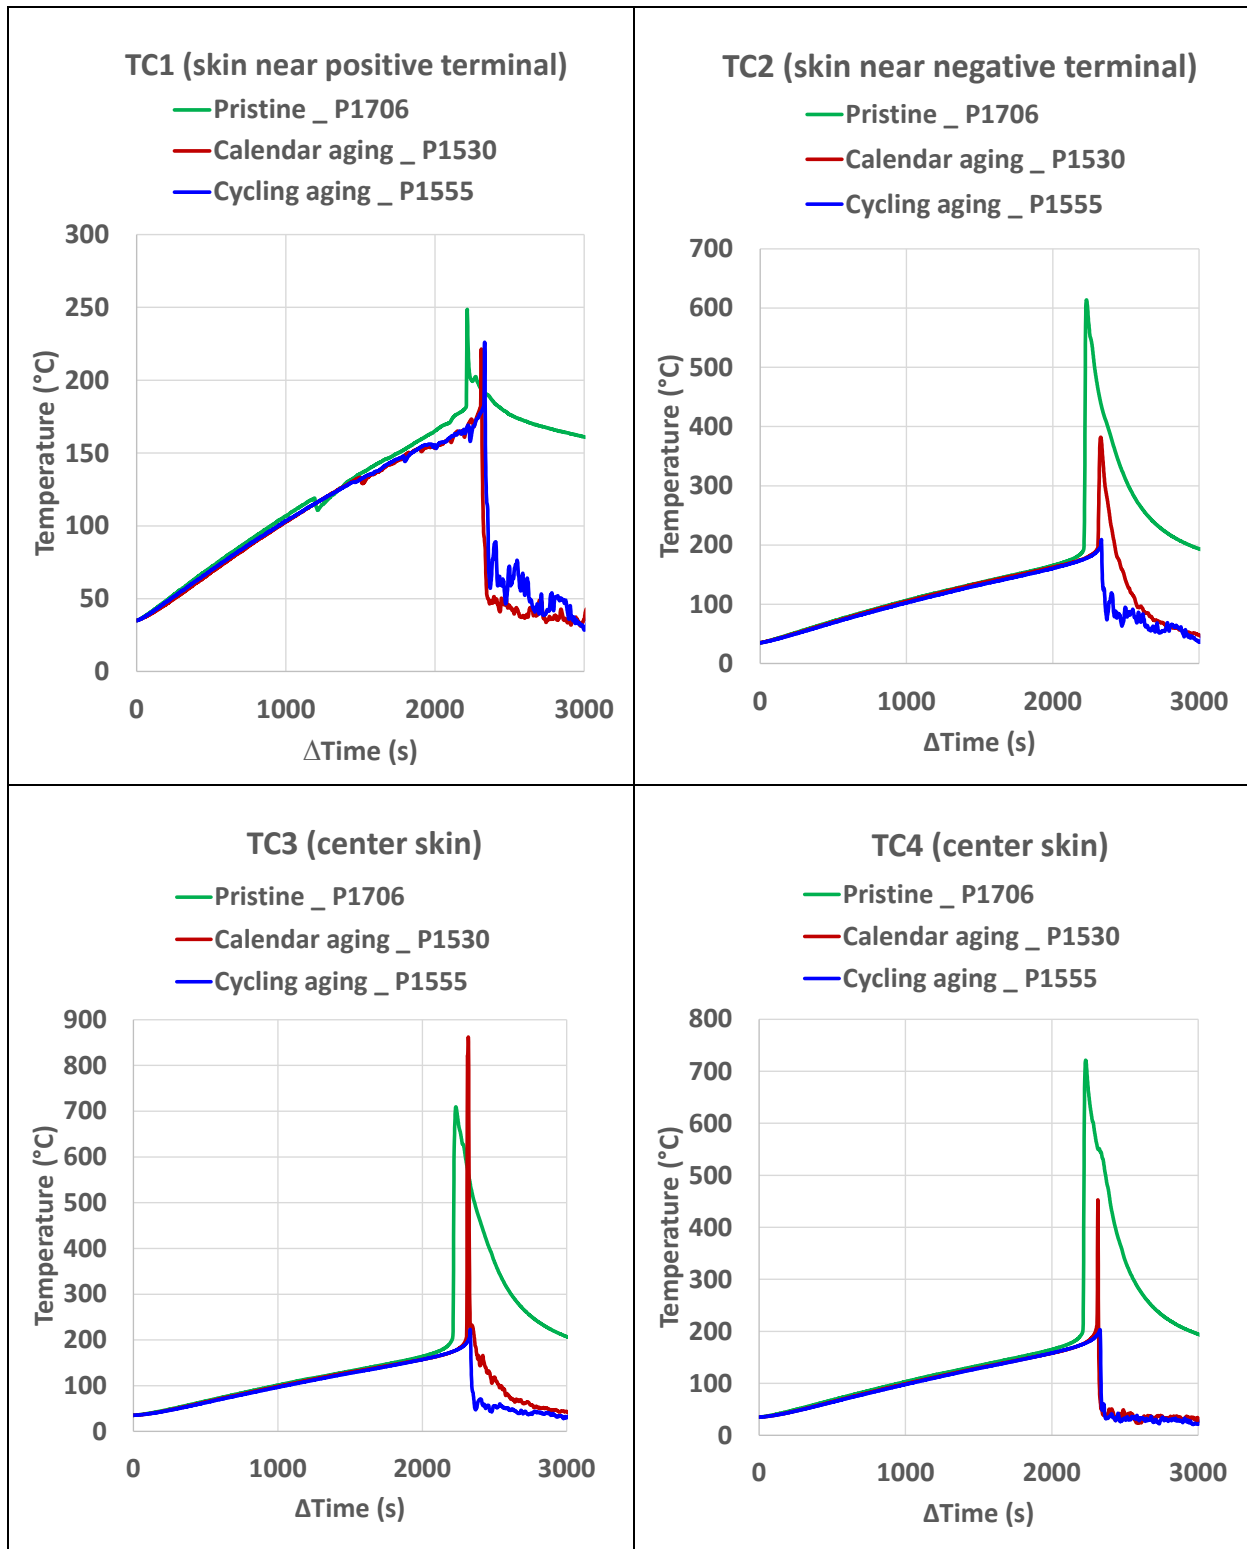 TC1 (skin near positive terminal)
Pristine _ P1706
Calendar aging _ P1530
Cycling aging _ P1555
300
250
200
150
100
50
0
Temperature (°C)
0 1000 2000 3000
ΔTime (s)
TC2 (skin near negative terminal)
Pristine _ P1706
Calendar aging _ P1530
Cycling aging _ P1555
700
600
500
400
300
200
100
0
Temperature (°C)
0 1000 2000 3000
ΔTime (s)
TC3 (center skin)
Pristine _ P1706
Calendar aging _ P1530
Cycling aging _ P1555
900
800
700
600
500
400
300
200
100
0
Temperature (°C)
0 1000 2000 3000
ΔTime (s)
TC4 (center skin)
Pristine _ P1706
Calendar aging _ P1530
Cycling aging _ P1555
800
700
600
500
400
300
200
100
0
Temperature (°C)
0 1000 2000 3000
ΔTime (s)